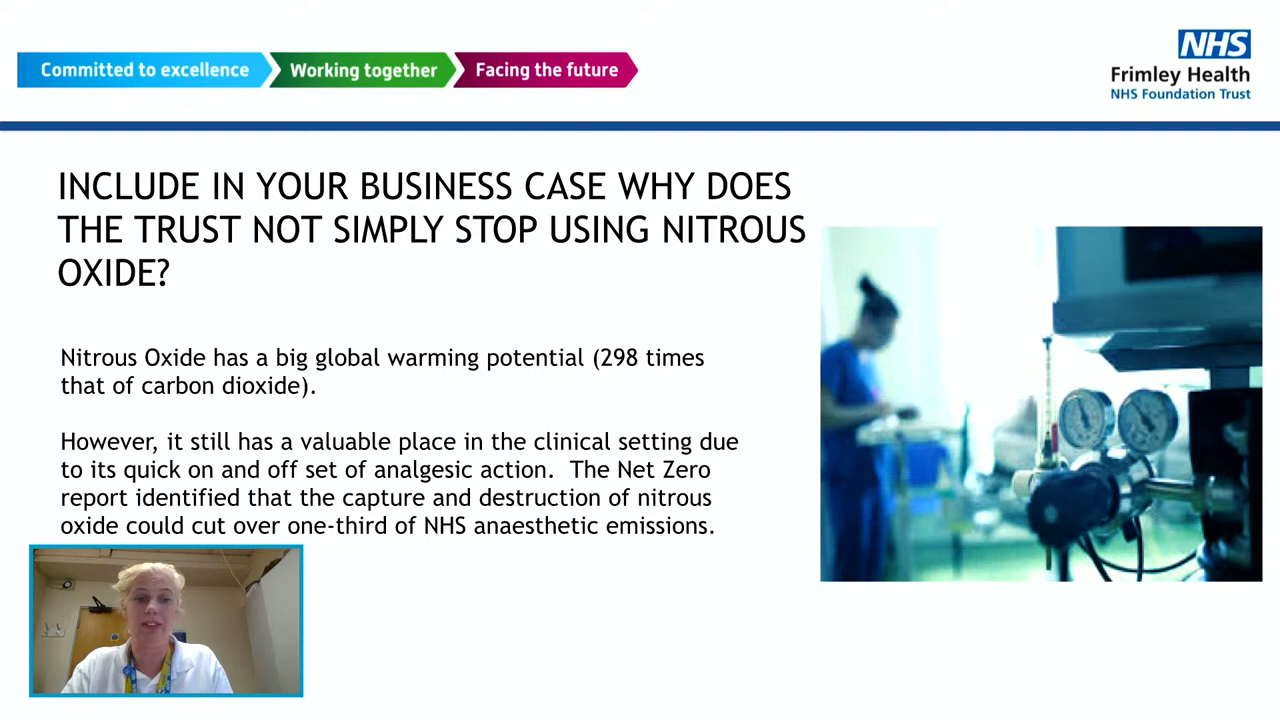 Committed to excellence
Working together
Facing the future
NHS
Frimley Health
NHS Foundation Trust
INCLUDE IN YOUR BUSINESS CASE WHY DOES
THE TRUST NOT SIMPLY STOP USING NITROUS
OXIDE?
Nitrous Oxide has a big global warming potential (298 times
that of carbon dioxide).
However, it still has a valuable place in the clinical setting due
to its quick on and off set of analgesic action.  The Net Zero
report identified that the capture and destruction of nitrous
oxide could cut over one-third of NHS anaesthetic emissions.